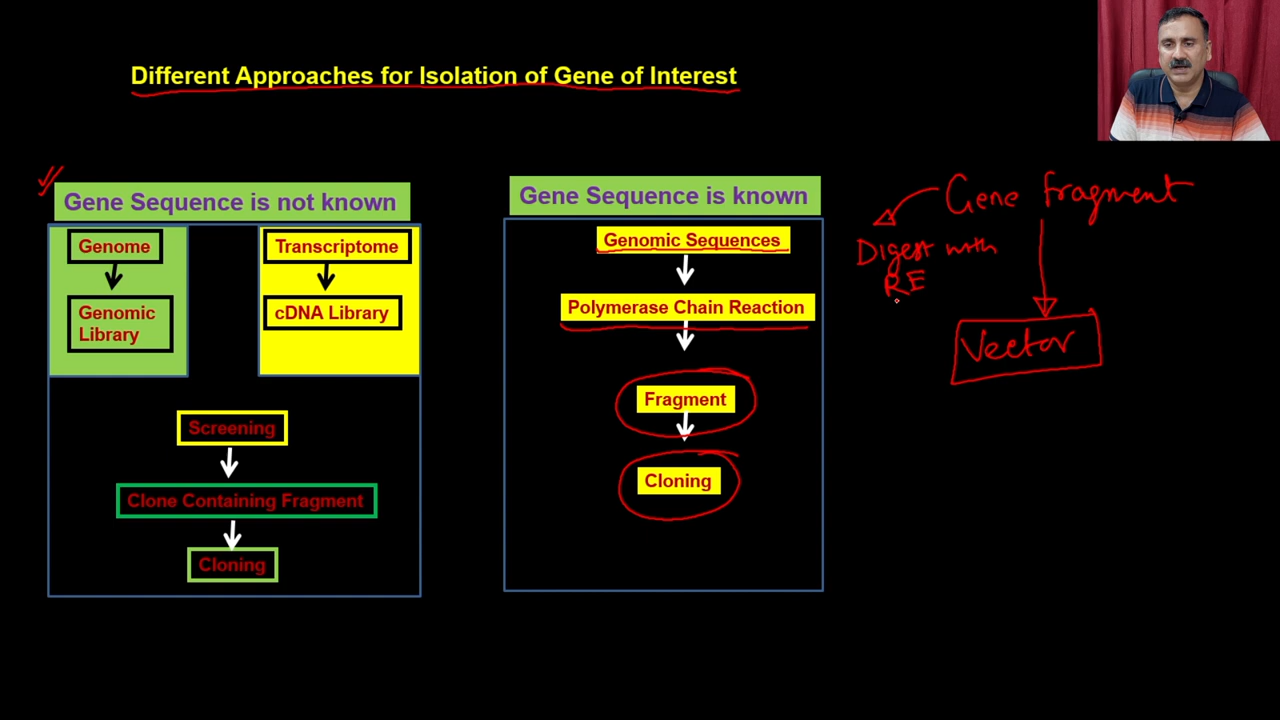 Different Approaches for Isolation of Gene of Interest
Gene Sequence is not known
Genome
Genomic
Library
Transcriptome
cDNA Library
Screening
Clone Containing Fragment
Cloning
Gene Sequence is known
Genomic Sequences
Polymerase Chain Reaction
Fragment
Cloning
Gene fragment
Digest with
RE
Vector